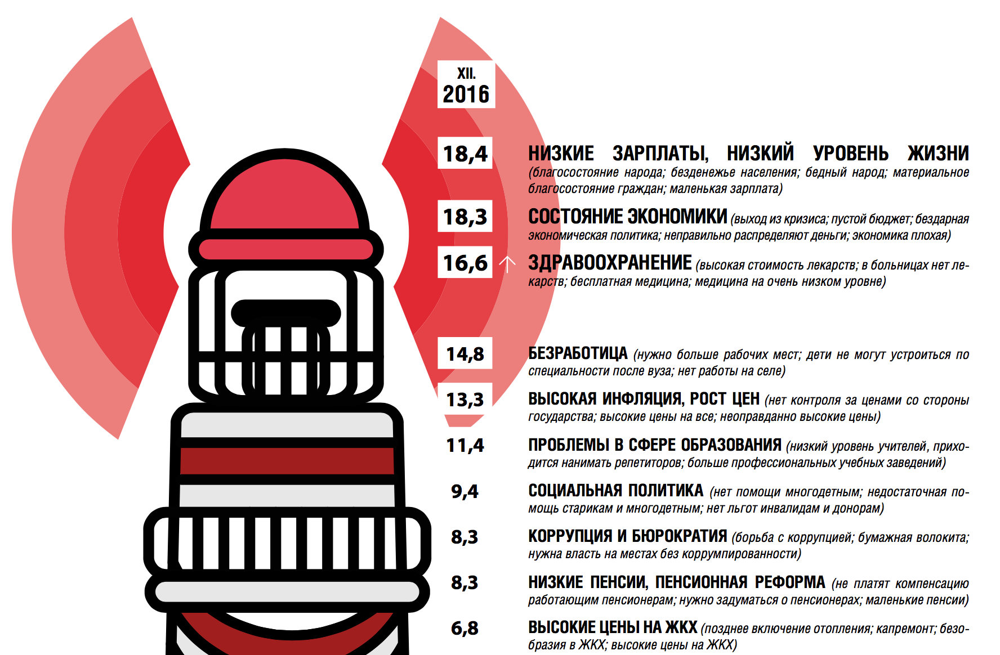 XII.
2016
18,4 НИЗКИЕ ЗАРПЛАТЫ, НИЗКИЙ УРОВЕНЬ ЖИЗНИ
(благосостояние народа; безденежье населения; бедный народ; материальное
благосостояние граждан; маленькая зарплата)
18,3 СОСТОЯНИЕ ЭКОНОМИКИ (выход из кризиса; пустой бюджет; бездарная
экономическая политика; неправильно распределяют деньги; экономика плохая)
16,6 ↑ ЗДРАВООХРАНЕНИЕ (высокая стоимость лекарств; в больницах нет ле-
карств; бесплатная медицина; медицина на очень низком уровне)
14,8 БЕЗРАБОТИЦА (нужно больше рабочих мест; дети не могут устроиться по
специальности после вуза; нет работы на селе)
13,3 ВЫСОКАЯ ИНФЛЯЦИЯ, РОСТ ЦЕН (нет контроля за ценами со стороны
государства; высокие цены на все; неоправданно высокие цены)
11,4 ПРОБЛЕМЫ В СФЕРЕ ОБРАЗОВАНИЯ (низкий уровень учителей, прихо-
дится нанимать репетиторов; больше профессиональных учебных заведений)
9,4 СОЦИАЛЬНАЯ ПОЛИТИКА (нет помощи многодетным; недостаточная по-
мощь старикам и многодетным; нет льгот инвалидам и донорам)
8,3 КОРРУПЦИЯ И БЮРОКРАТИЯ (борьба с коррупцией; бумажная волокита;
нужна власть на местах без коррумпированности)
8,3 НИЗКИЕ ПЕНСИИ, ПЕНСИОННАЯ РЕФОРМА (не платят компенсацию
работающим пенсионерам; нужно задуматься о пенсионерах; маленькие пенсии)
6,8 ВЫСОКИЕ ЦЕНЫ НА ЖКХ (позднее включение отопления; капремонт; безо-
бразия в ЖКХ; высокие цены на ЖКХ)